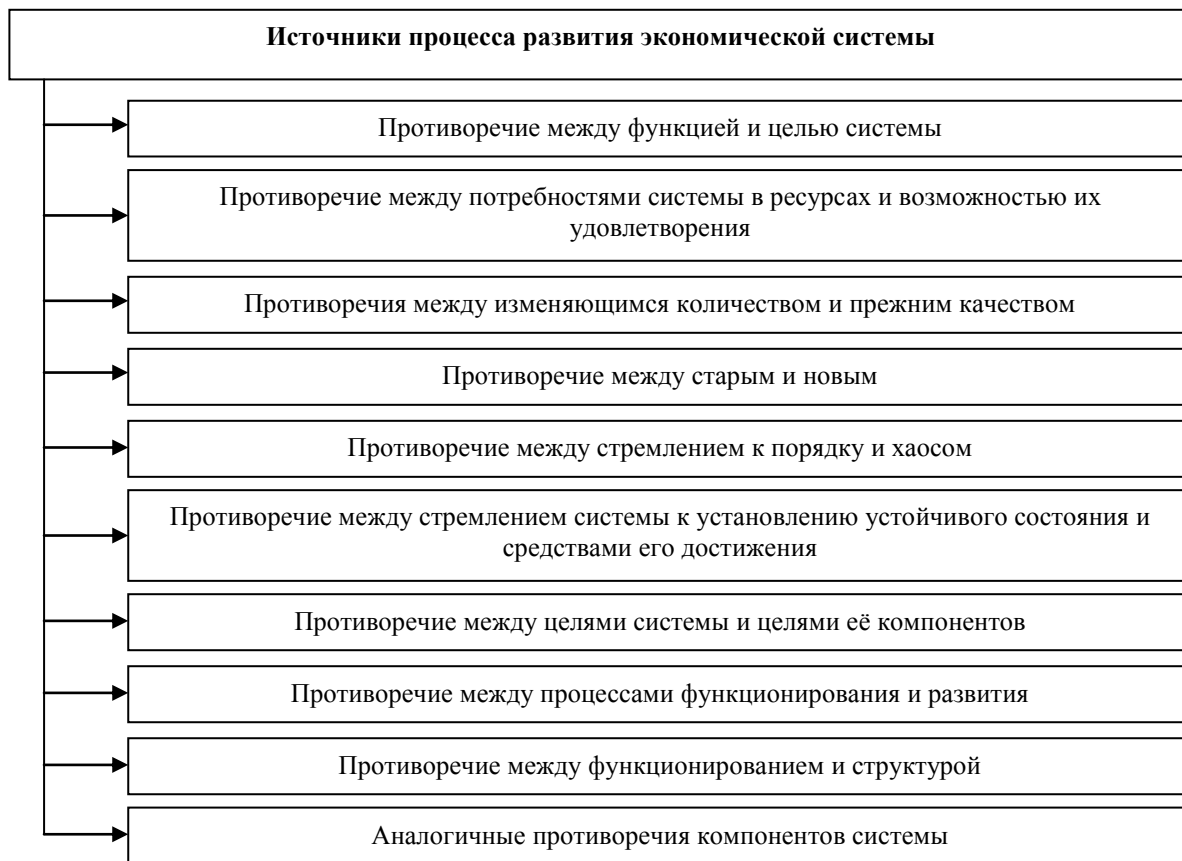 Источники процесса развития экономической системы
Противоречие между функцией и целью системы
Противоречие между потребностями системы в ресурсах и возможностью их
удовлетворения
Противоречия между изменяющимся количеством и прежним качеством
Противоречие между старым и новым
Противоречие между стремлением к порядку и хаосом
Противоречие между стремлением системы к установлению устойчивого состояния и
средствами его достижения
Противоречие между целями системы и целями её компонентов
Противоречие между процессами функционирования и развития
Противоречие между функционированием и структурой
Аналогичные противоречия компонентов системы